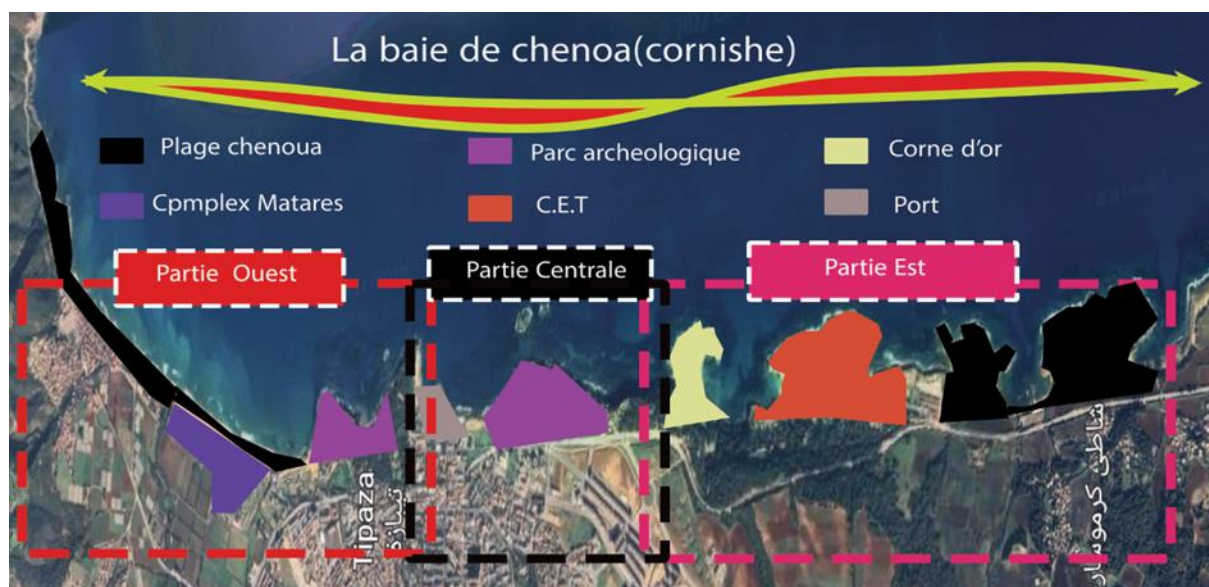 La baie de chenoa(cornishe)
Plage chenoua
Parc archeologique
Corne d'or
Cpmplex Matares
C.E.T
Port
Partie Ouest
Partie Centrale
Partie Est
Tipaza
تيبازة
شاطئ كرموسار